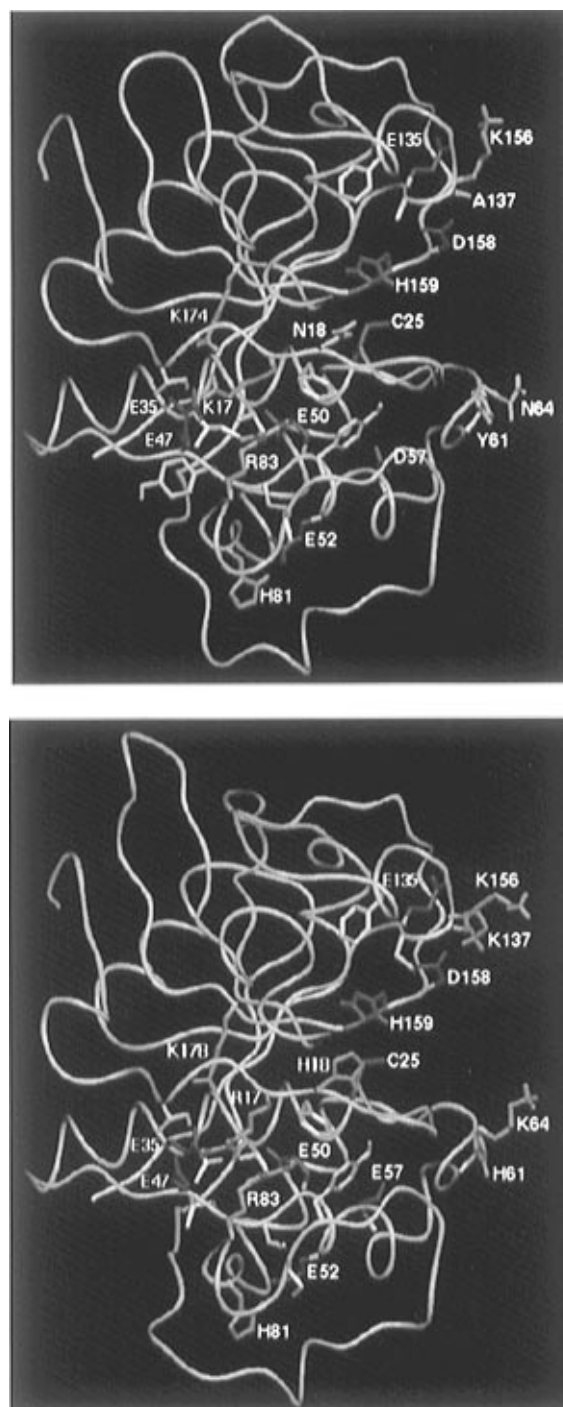 E135
K156
A137
D158
H159
C25
K174
N18
E35
K17
E50
N64
E47
Y61
R83
D57
E52
H81
E135
K156
K137
D158
H159
K178
H18
C25
R17
K64
E35
E50
H61
E47
E57
R83
E52
H81